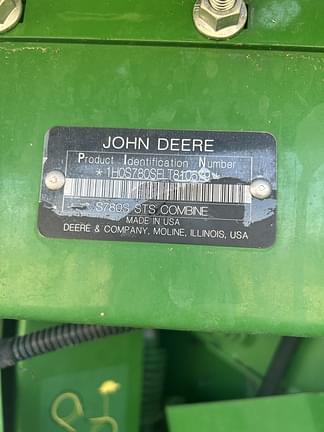 JOHN DEERE
Product Identification Number
S780S STS COMBINE
MADE IN USA
DEERE & COMPANY, MOLINE, ILLINOIS, USA